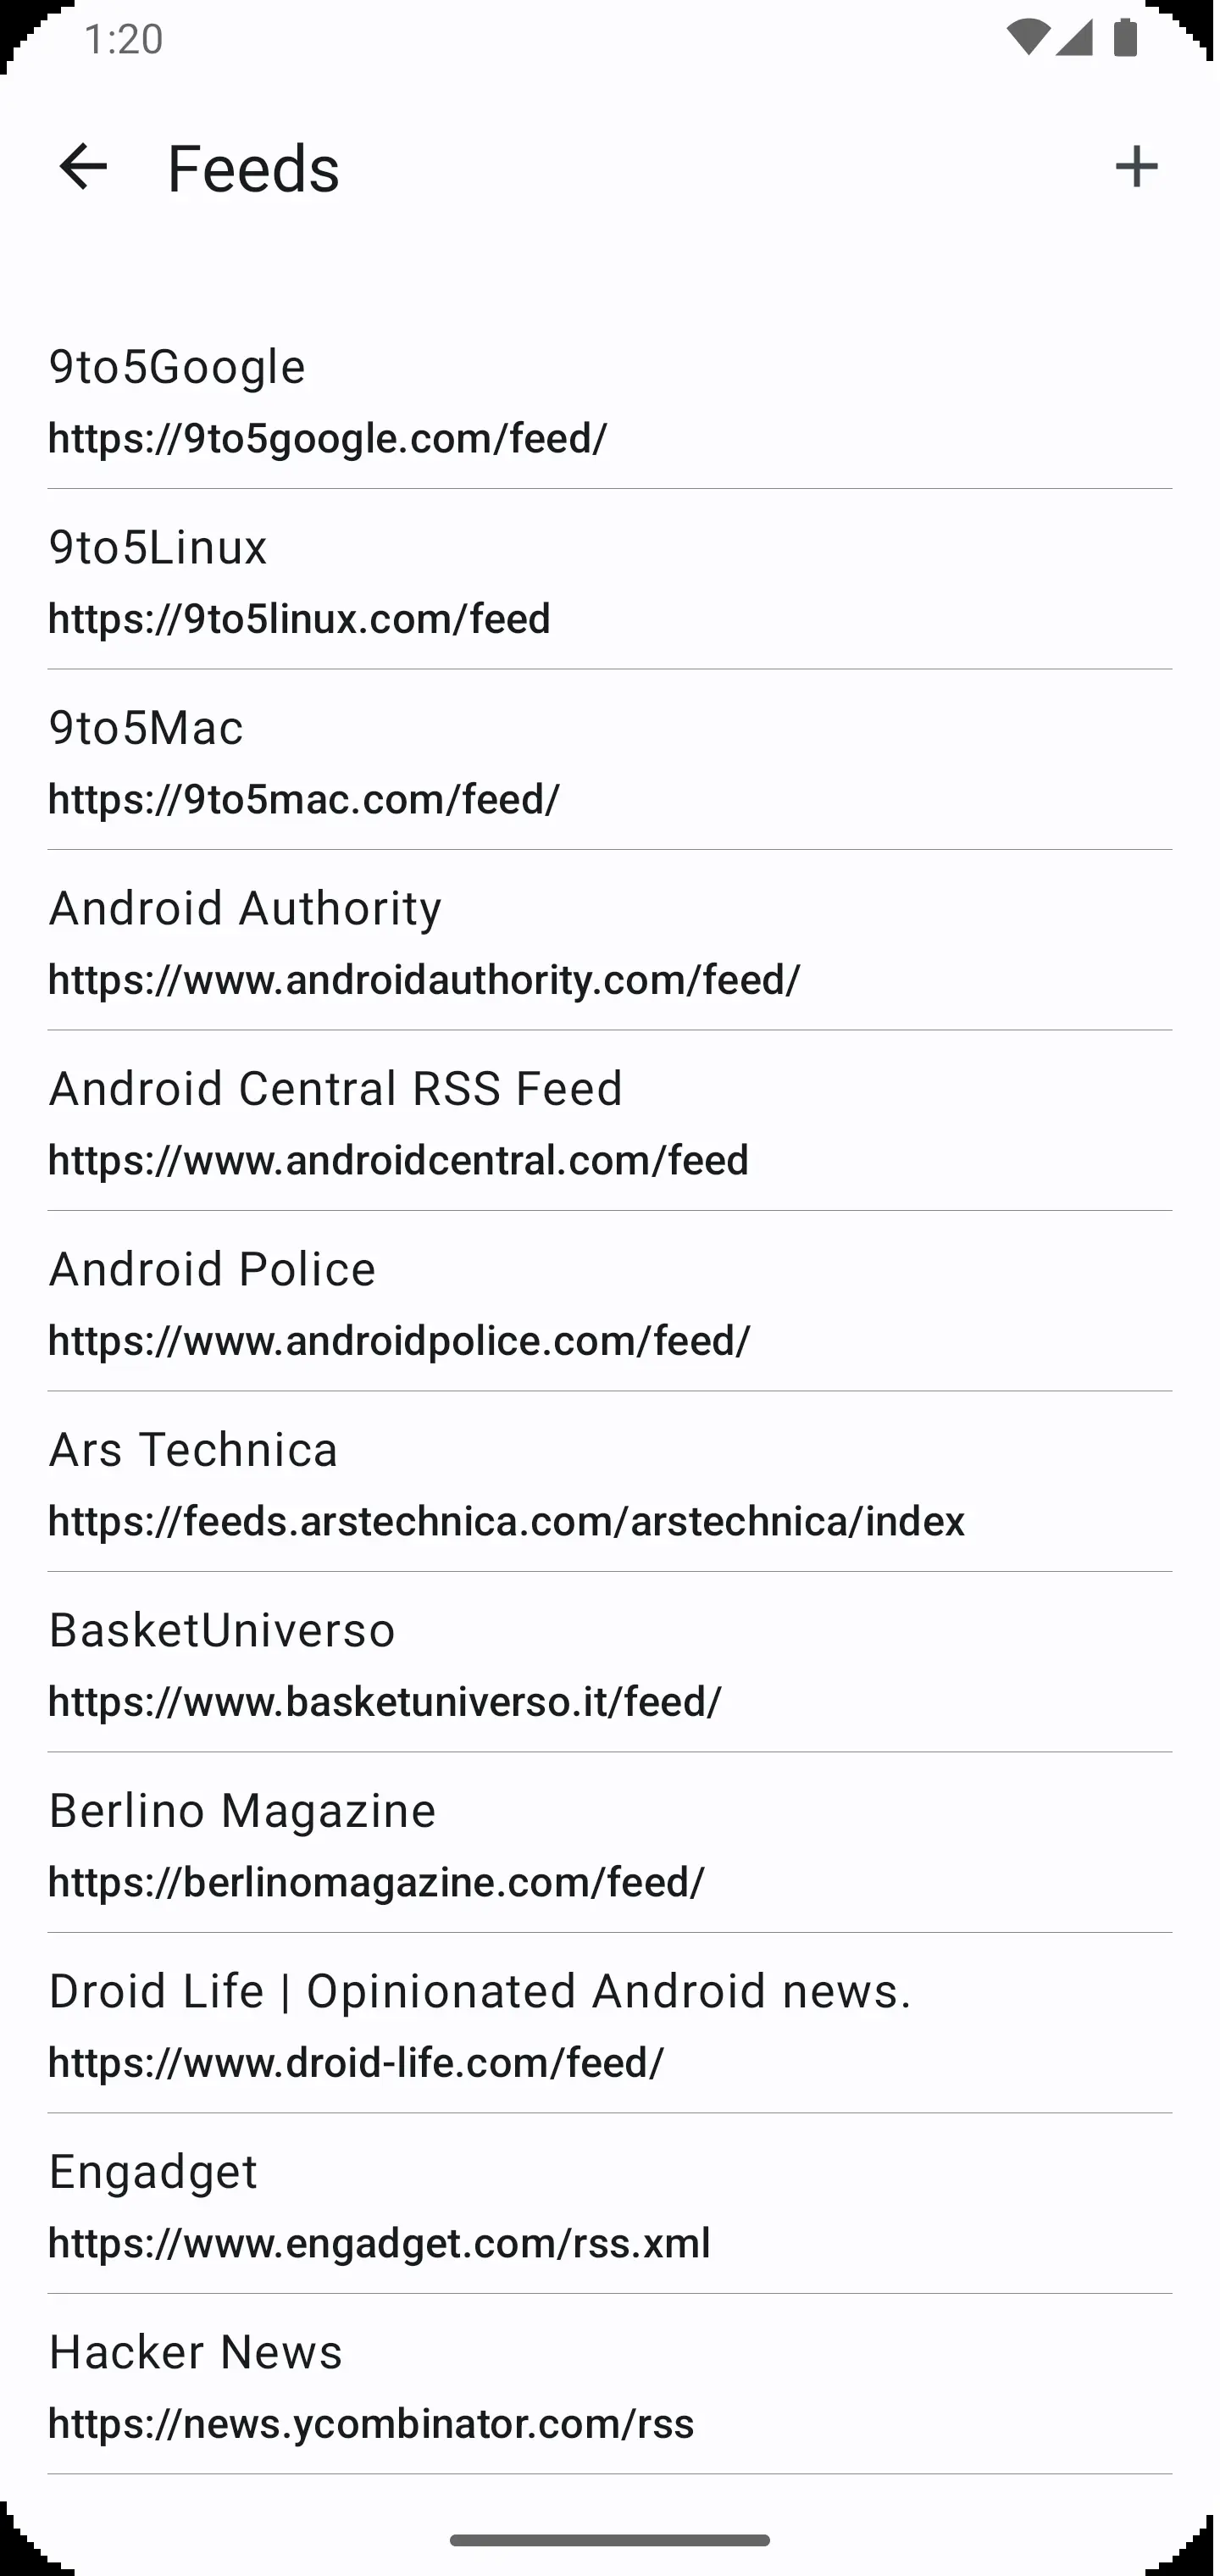 1:20
Feeds
9to5Google
https://9to5google.com/feed/
9to5Linux
https://9to5linux.com/feed
9to5Mac
https://9to5mac.com/feed/
Android Authority
https://www.androidauthority.com/feed/
Android Central RSS Feed
https://www.androidcentral.com/feed
Android Police
https://www.androidpolice.com/feed/
Ars Technica
https://feeds.arstechnica.com/arstechnica/index
BasketUniverso
https://www.basketuniverso.it/feed/
Berlino Magazine
https://berlinomagazine.com/feed/
Droid Life | Opinionated Android news.
https://www.droid-life.com/feed/
Engadget
https://www.engadget.com/rss.xml
Hacker News
https://news.ycombinator.com/rss